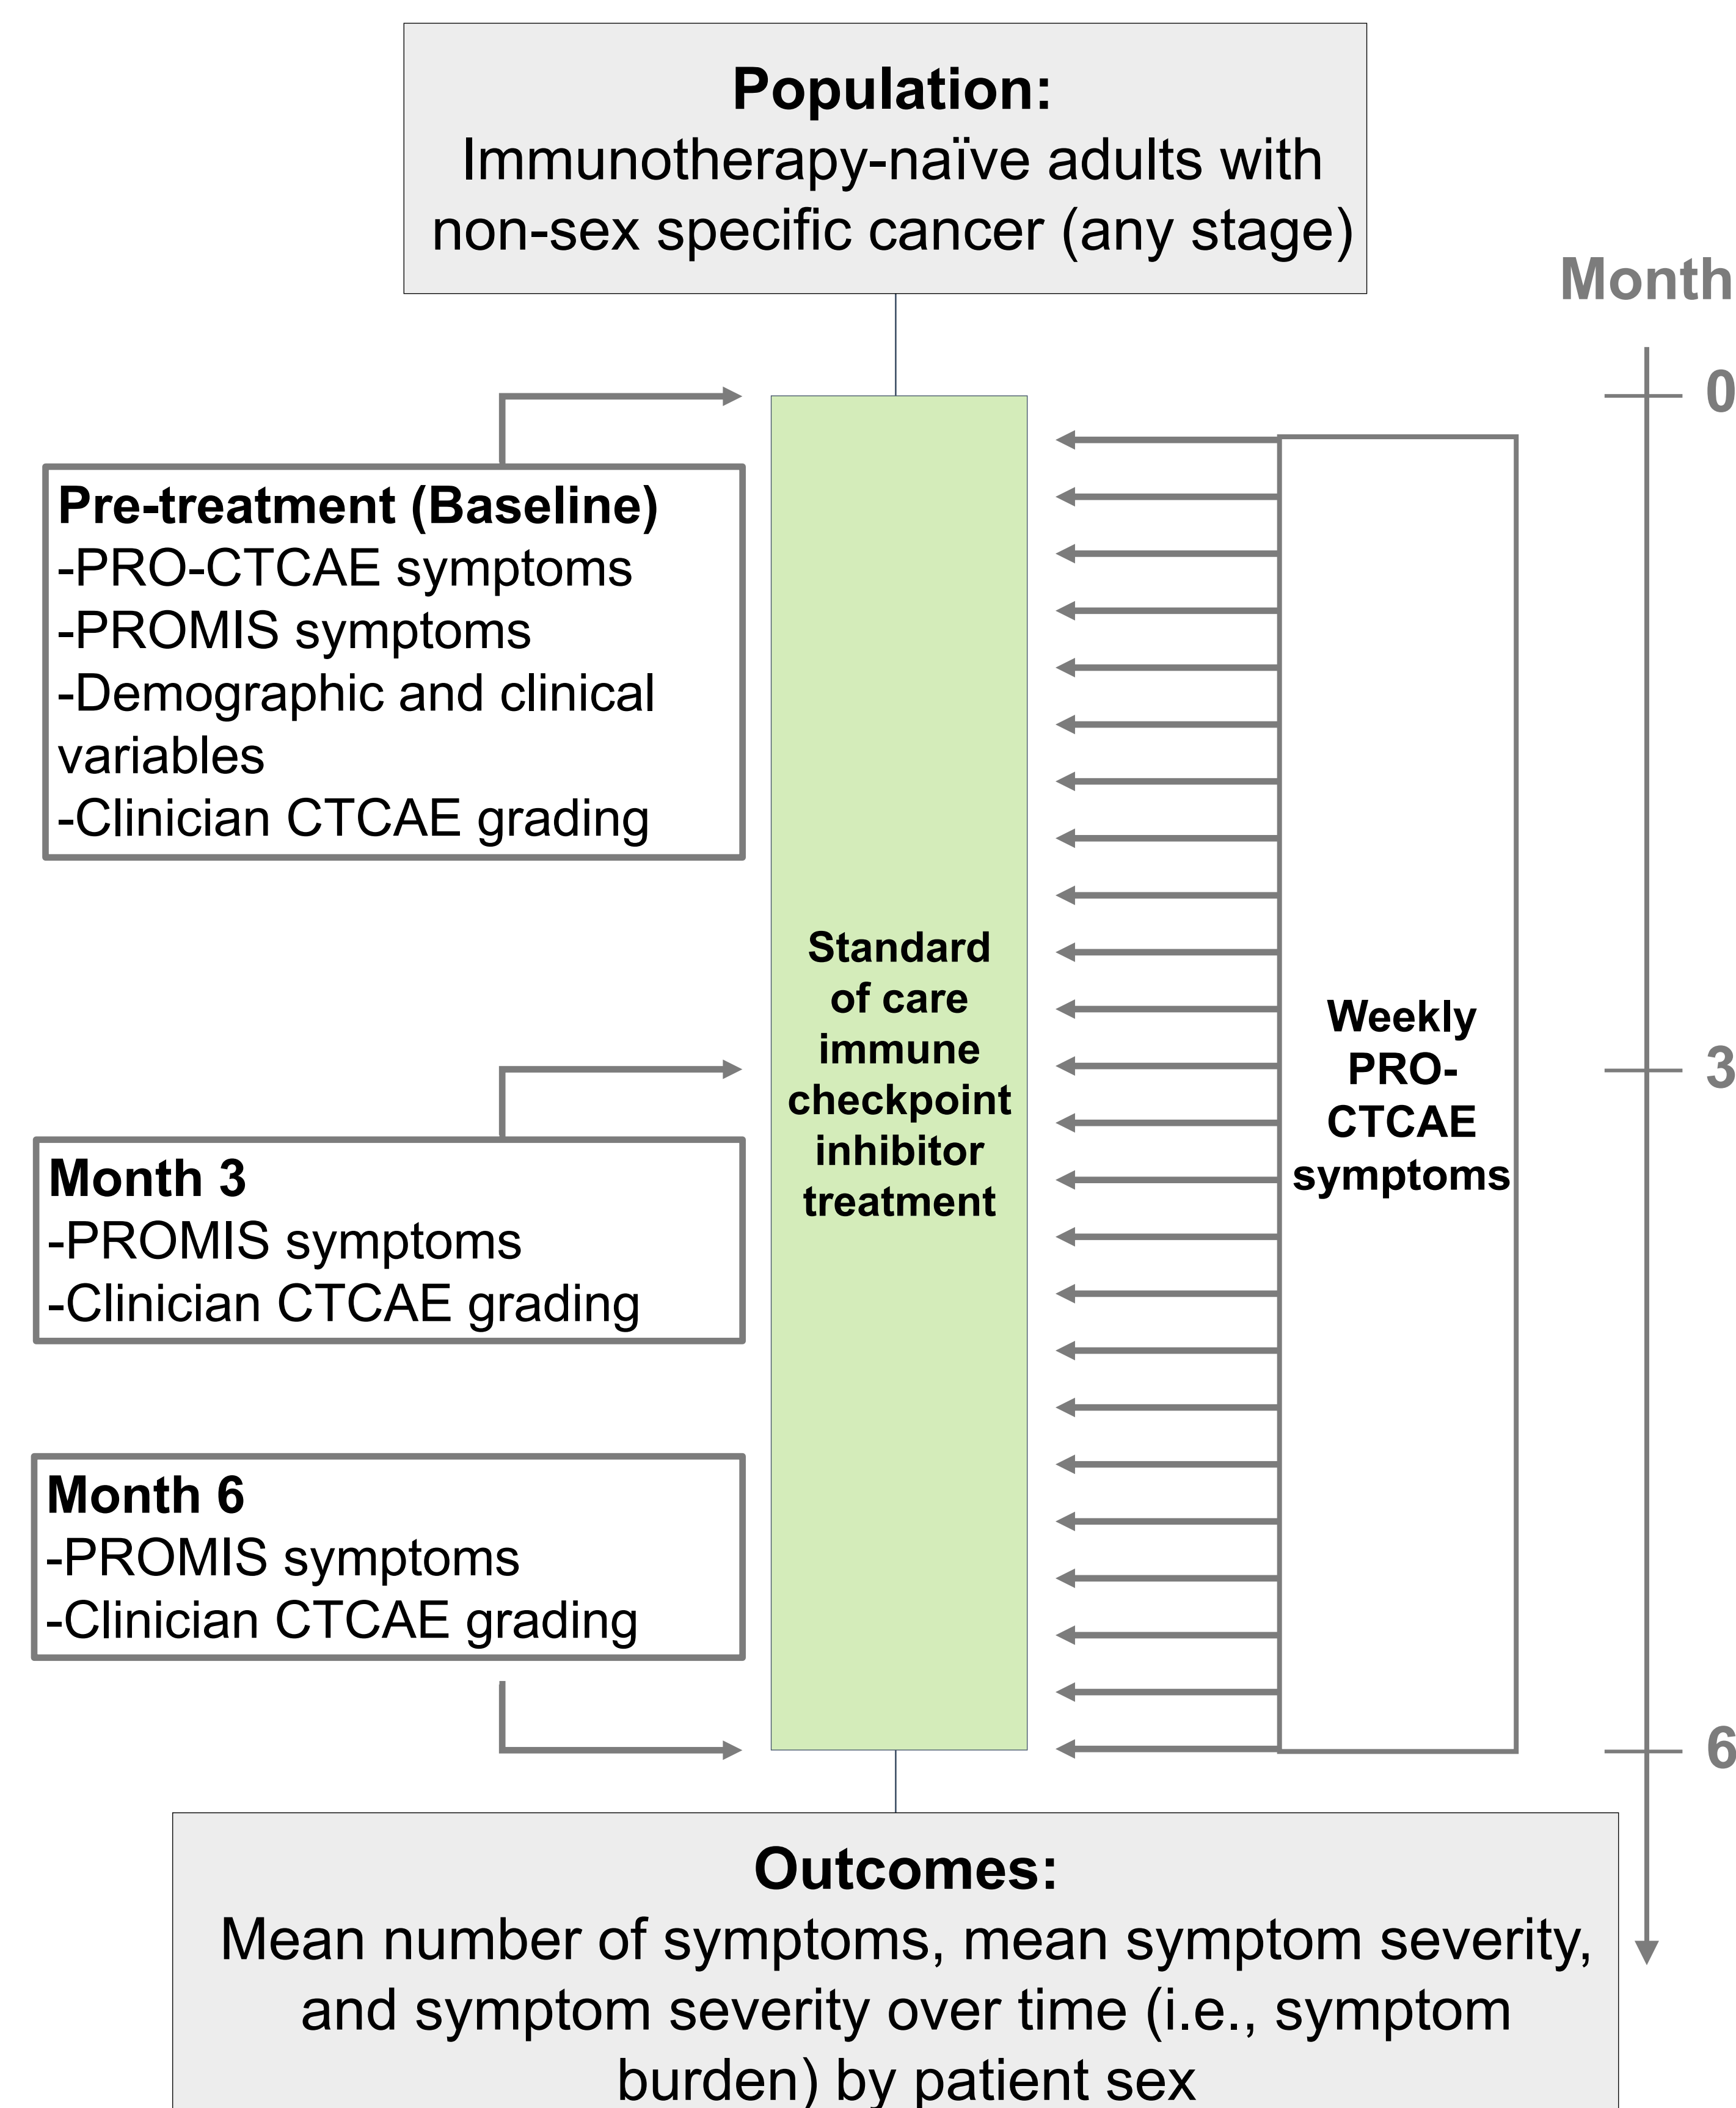 Population:
Immunotherapy-naïve adults with
non-sex specific cancer (any stage)
Month
0
Pre-treatment (Baseline)
-PRO-CTCAE symptoms
-PROMIS symptoms
-Demographic and clinical
variables
-Clinician CTCAE grading
Standard
of care
immune
checkpoint
inhibitor
treatment
Weekly
PRO-
CTCAE
symptoms
3
Month 3
-PROMIS symptoms
-Clinician CTCAE grading
Month 6
-PROMIS symptoms
-Clinician CTCAE grading
6
Outcomes:
Mean number of symptoms, mean symptom severity,
and symptom severity over time (i.e., symptom
burden) by patient sex